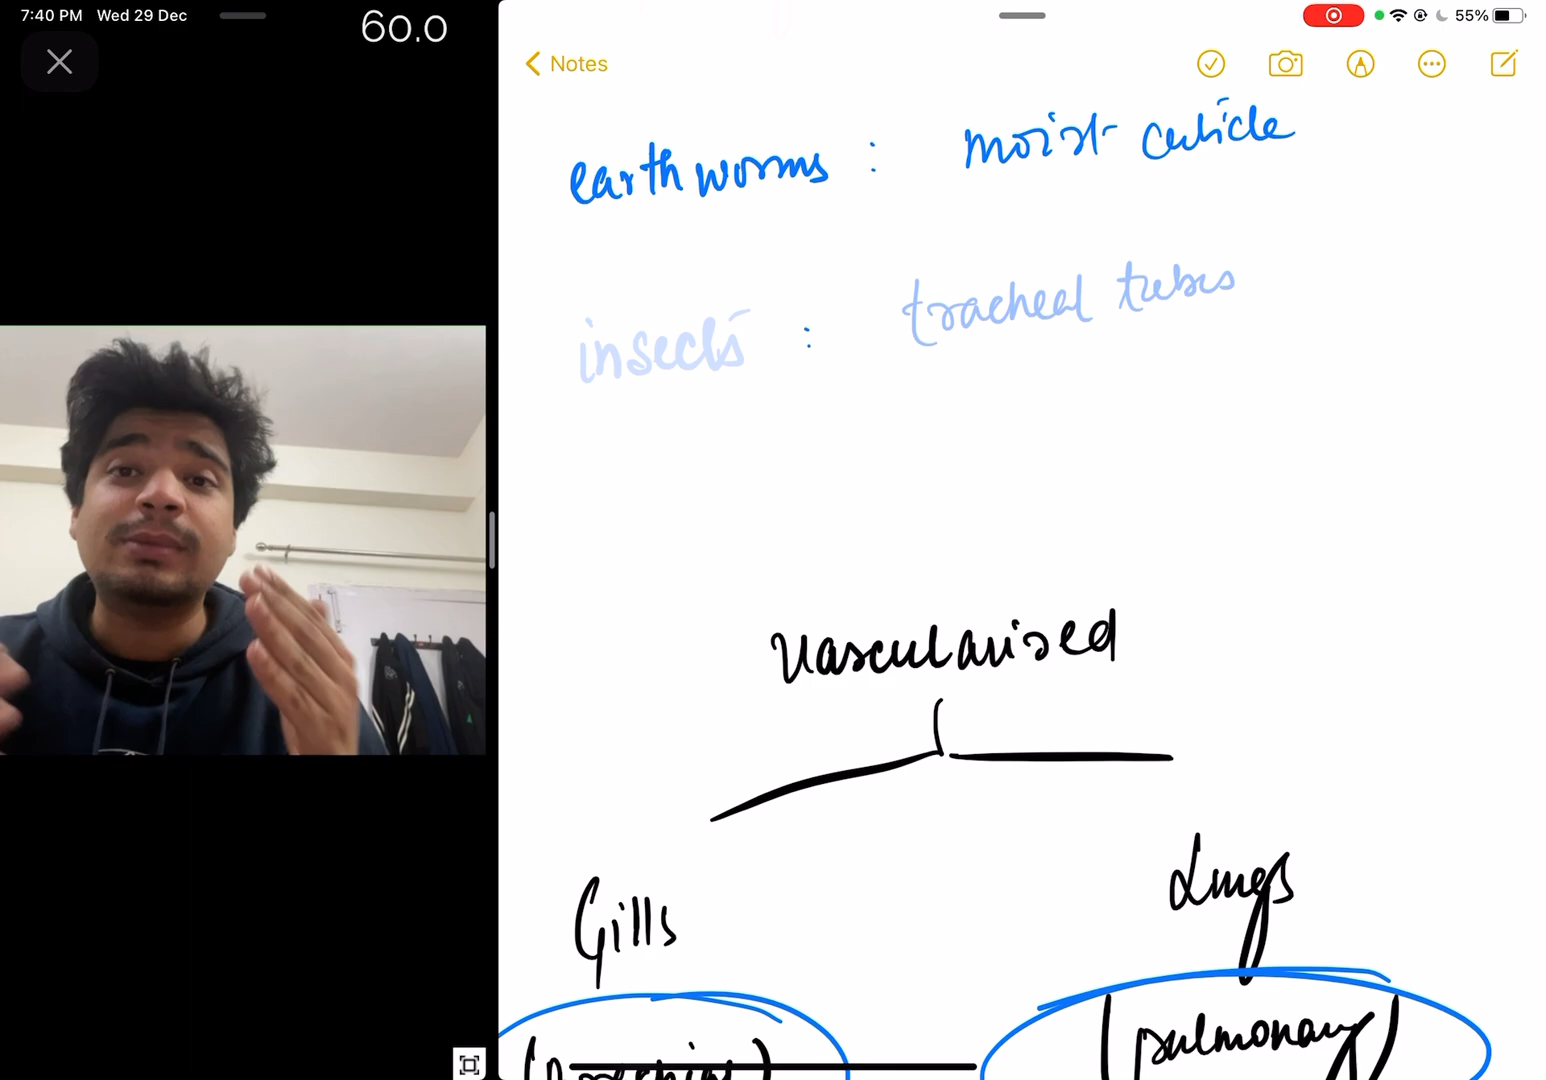 7:40 PM Wed 29 Dec
60.0
55%
Notes
earthworms : moist cuticle
insects : tracheal tubes
vascularised
Gills
Lungs
(pulmonary)